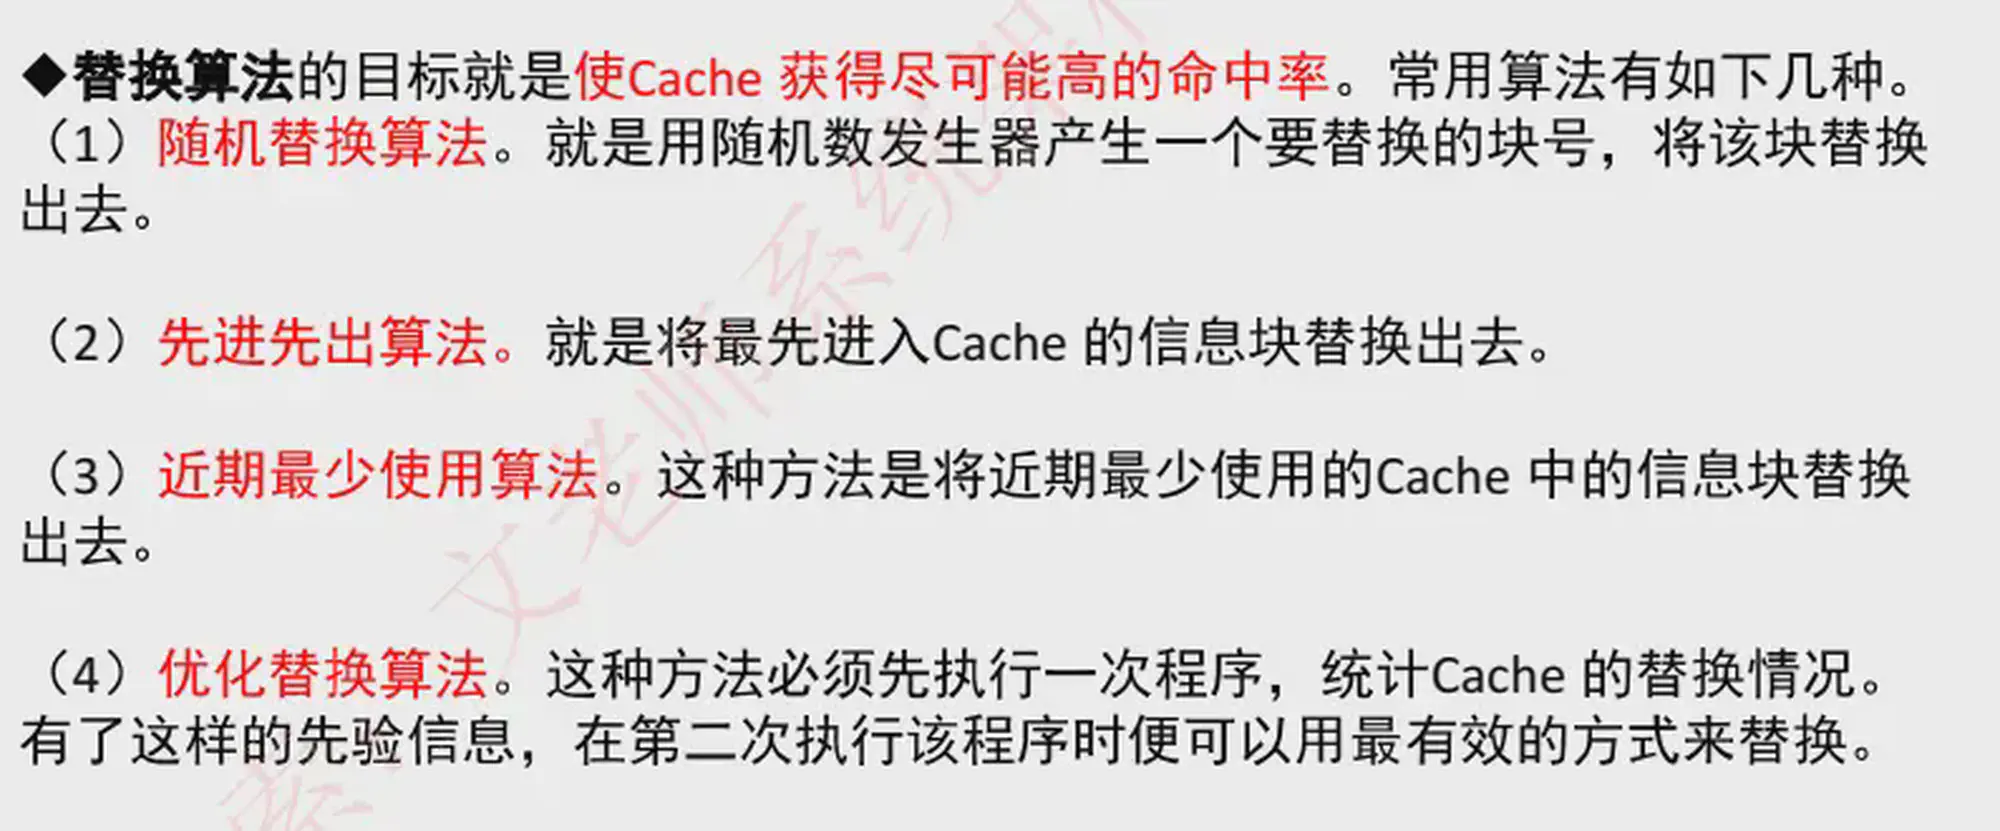 ◆替换算法的目标就是使Cache 获得尽可能高的命中率。常用算法有如下几种。
（1）随机替换算法。就是用随机数发生器产生一个要替换的块号，将该块替换
出去。
（2）先进先出算法。就是将最先进入Cache 的信息块替换出去。
（3）近期最少使用算法。这种方法是将近期最少使用的Cache 中的信息块替换
出去。
（4）优化替换算法。这种方法必须先执行一次程序，统计Cache 的替换情况。
有了这样的先验信息，在第二次执行该程序时便可以用最有效的方式来替换。
文老师系统架